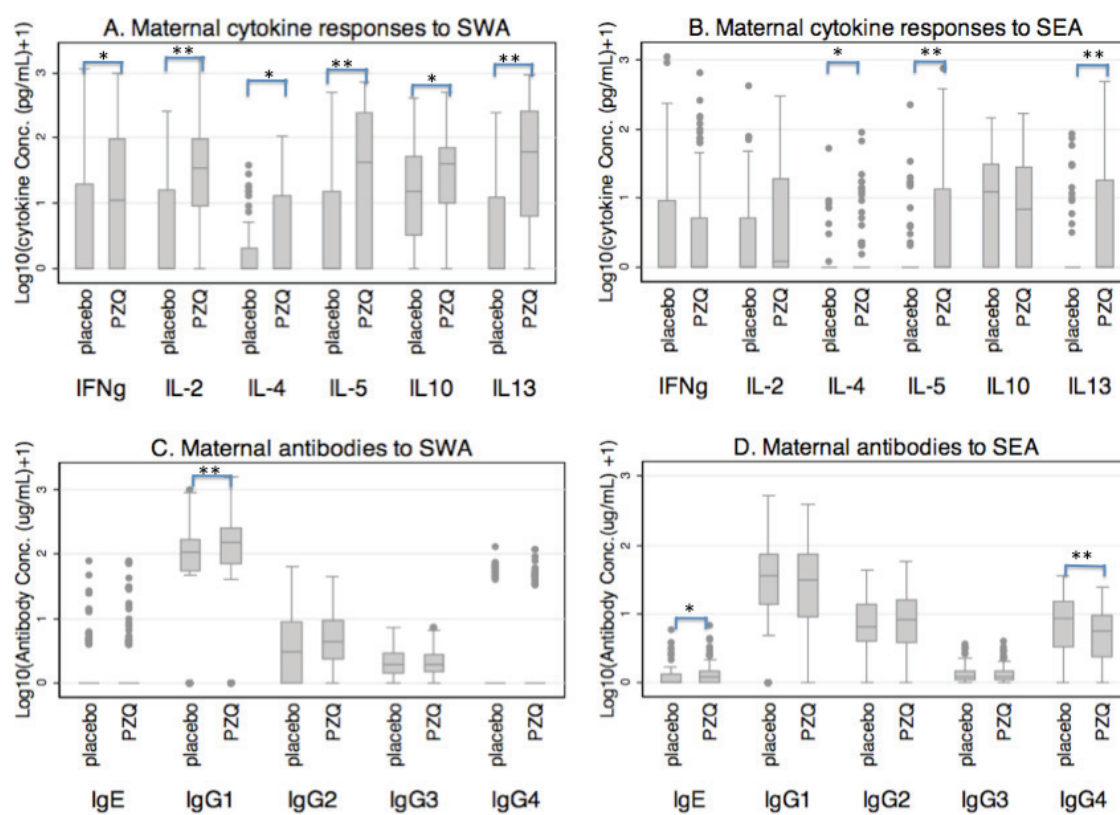 A. Maternal cytokine responses to SWA
Log10(cytokine Conc. (pg/mL)+1)
3
2
1
0
* ** * ** * **
placebo PZQ placebo PZQ placebo PZQ placebo PZQ placebo PZQ placebo PZQ
IFNg IL-2 IL-4 IL-5 IL10 IL13
B. Maternal cytokine responses to SEA
Log10(cytokine Conc. (pg/mL)+1)
3
2
1
0
* ** **
placebo PZQ placebo PZQ placebo PZQ placebo PZQ placebo PZQ placebo PZQ
IFNg IL-2 IL-4 IL-5 IL10 IL13
C. Maternal antibodies to SWA
Log10(Antibody Conc. (ug/mL) +1)
3
2
1
0
**
placebo PZQ placebo PZQ placebo PZQ placebo PZQ placebo PZQ
IgE IgG1 IgG2 IgG3 IgG4
D. Maternal antibodies to SEA
Log10(Antibody Conc.(ug/mL) +1)
3
2
1
0
* **
placebo PZQ placebo PZQ placebo PZQ placebo PZQ placebo PZQ
IgE IgG1 IgG2 IgG3 IgG4